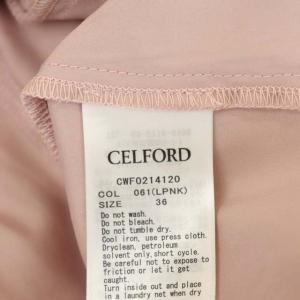 CELFORD
CWF0214120
COL 061(LPNK)
SIZE 36
Do not wash.
Do not bleach.
Do not tumble dry.
Cool iron, use press cloth.
Dryclean, petroleum
solvent only, short cycle.
Be careful not to expose to
friction or let it get
caught.
Turn inside out and place
in a laundry net when dry